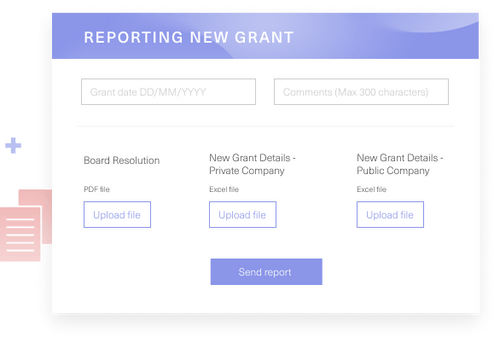 REPORTING NEW GRANT
Grant date DD/MM/YYYY
Comments (Max 300 characters)
Board Resolution
PDF file
Upload file
New Grant Details -
Private Company
Excel file
Upload file
New Grant Details -
Public Company
Excel file
Upload file
Send report